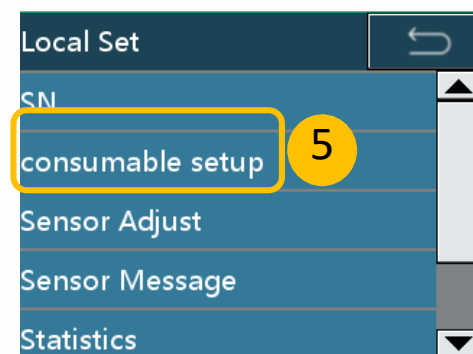 Local Set
SN
consumable setup
5
Sensor Adjust
Sensor Message
Statistics